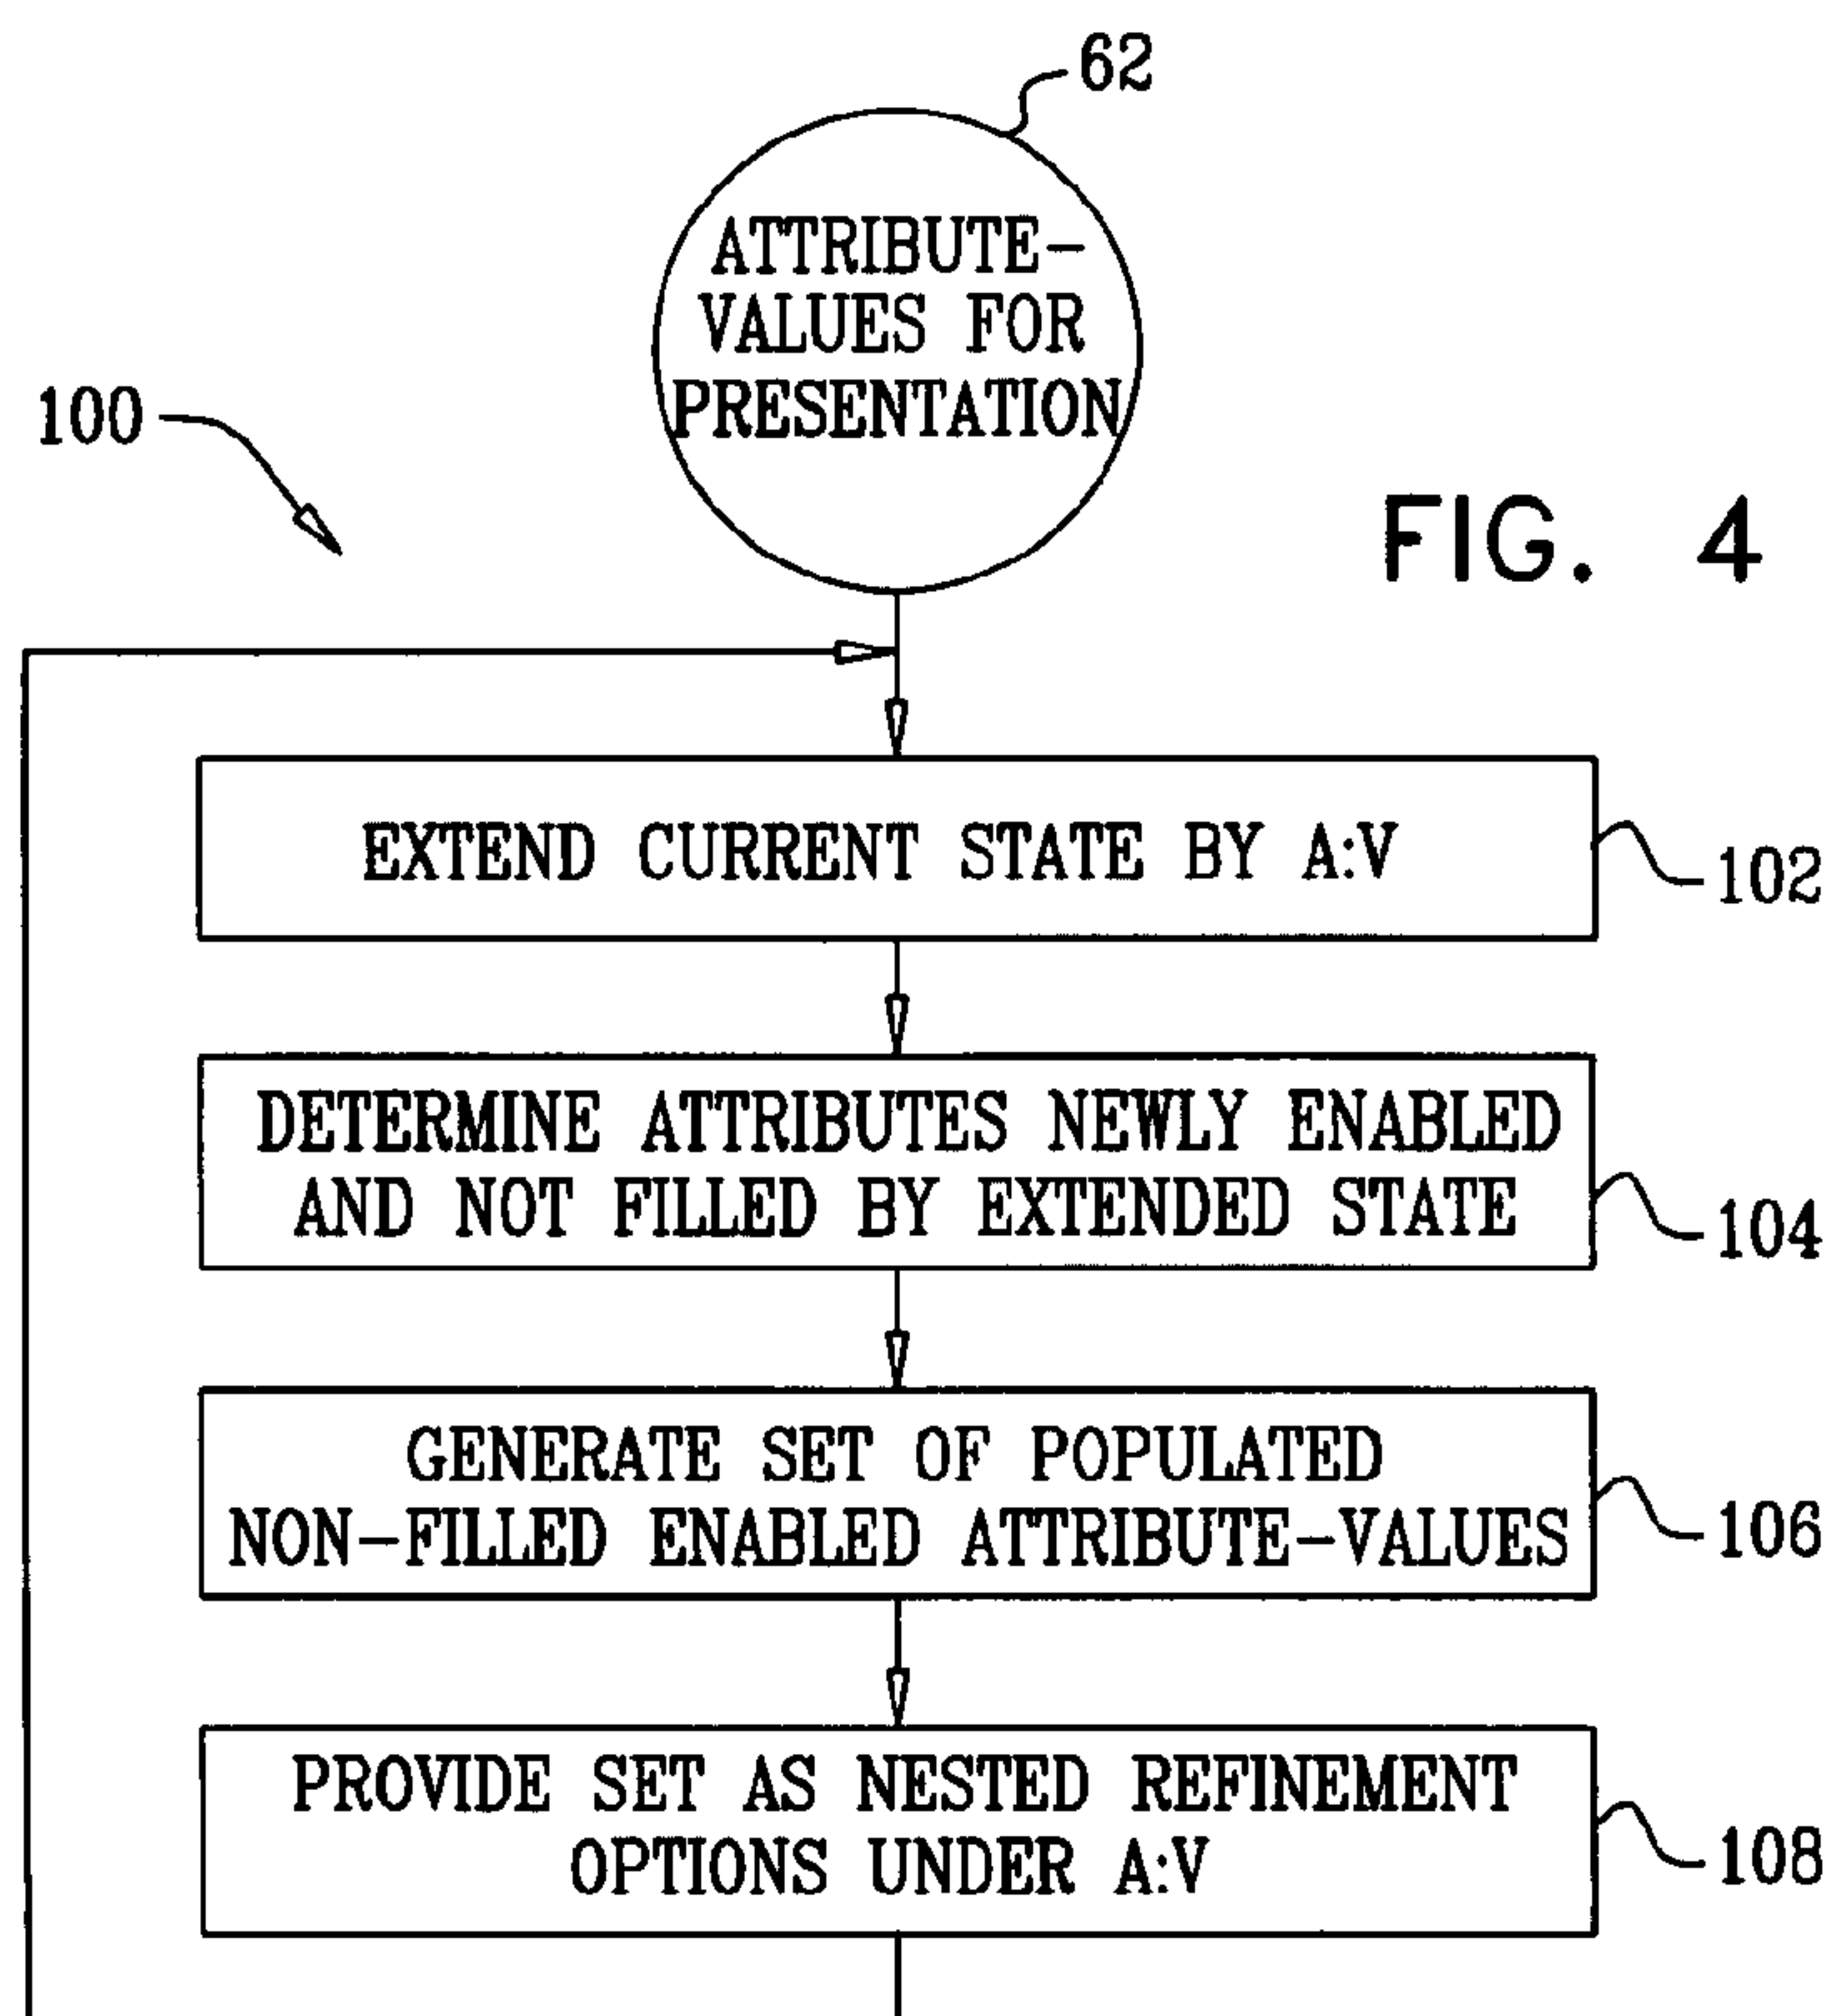 62
ATTRIBUTE-
VALUES FOR
PRESENTATION
100
FIG. 4
EXTEND CURRENT STATE BY A:V
102
DETERMINE ATTRIBUTES NEWLY ENABLED
AND NOT FILLED BY EXTENDED STATE
104
GENERATE SET OF POPULATED
NON-FILLED ENABLED ATTRIBUTE-VALUES
106
PROVIDE SET AS NESTED REFINEMENT
OPTIONS UNDER A:V
108